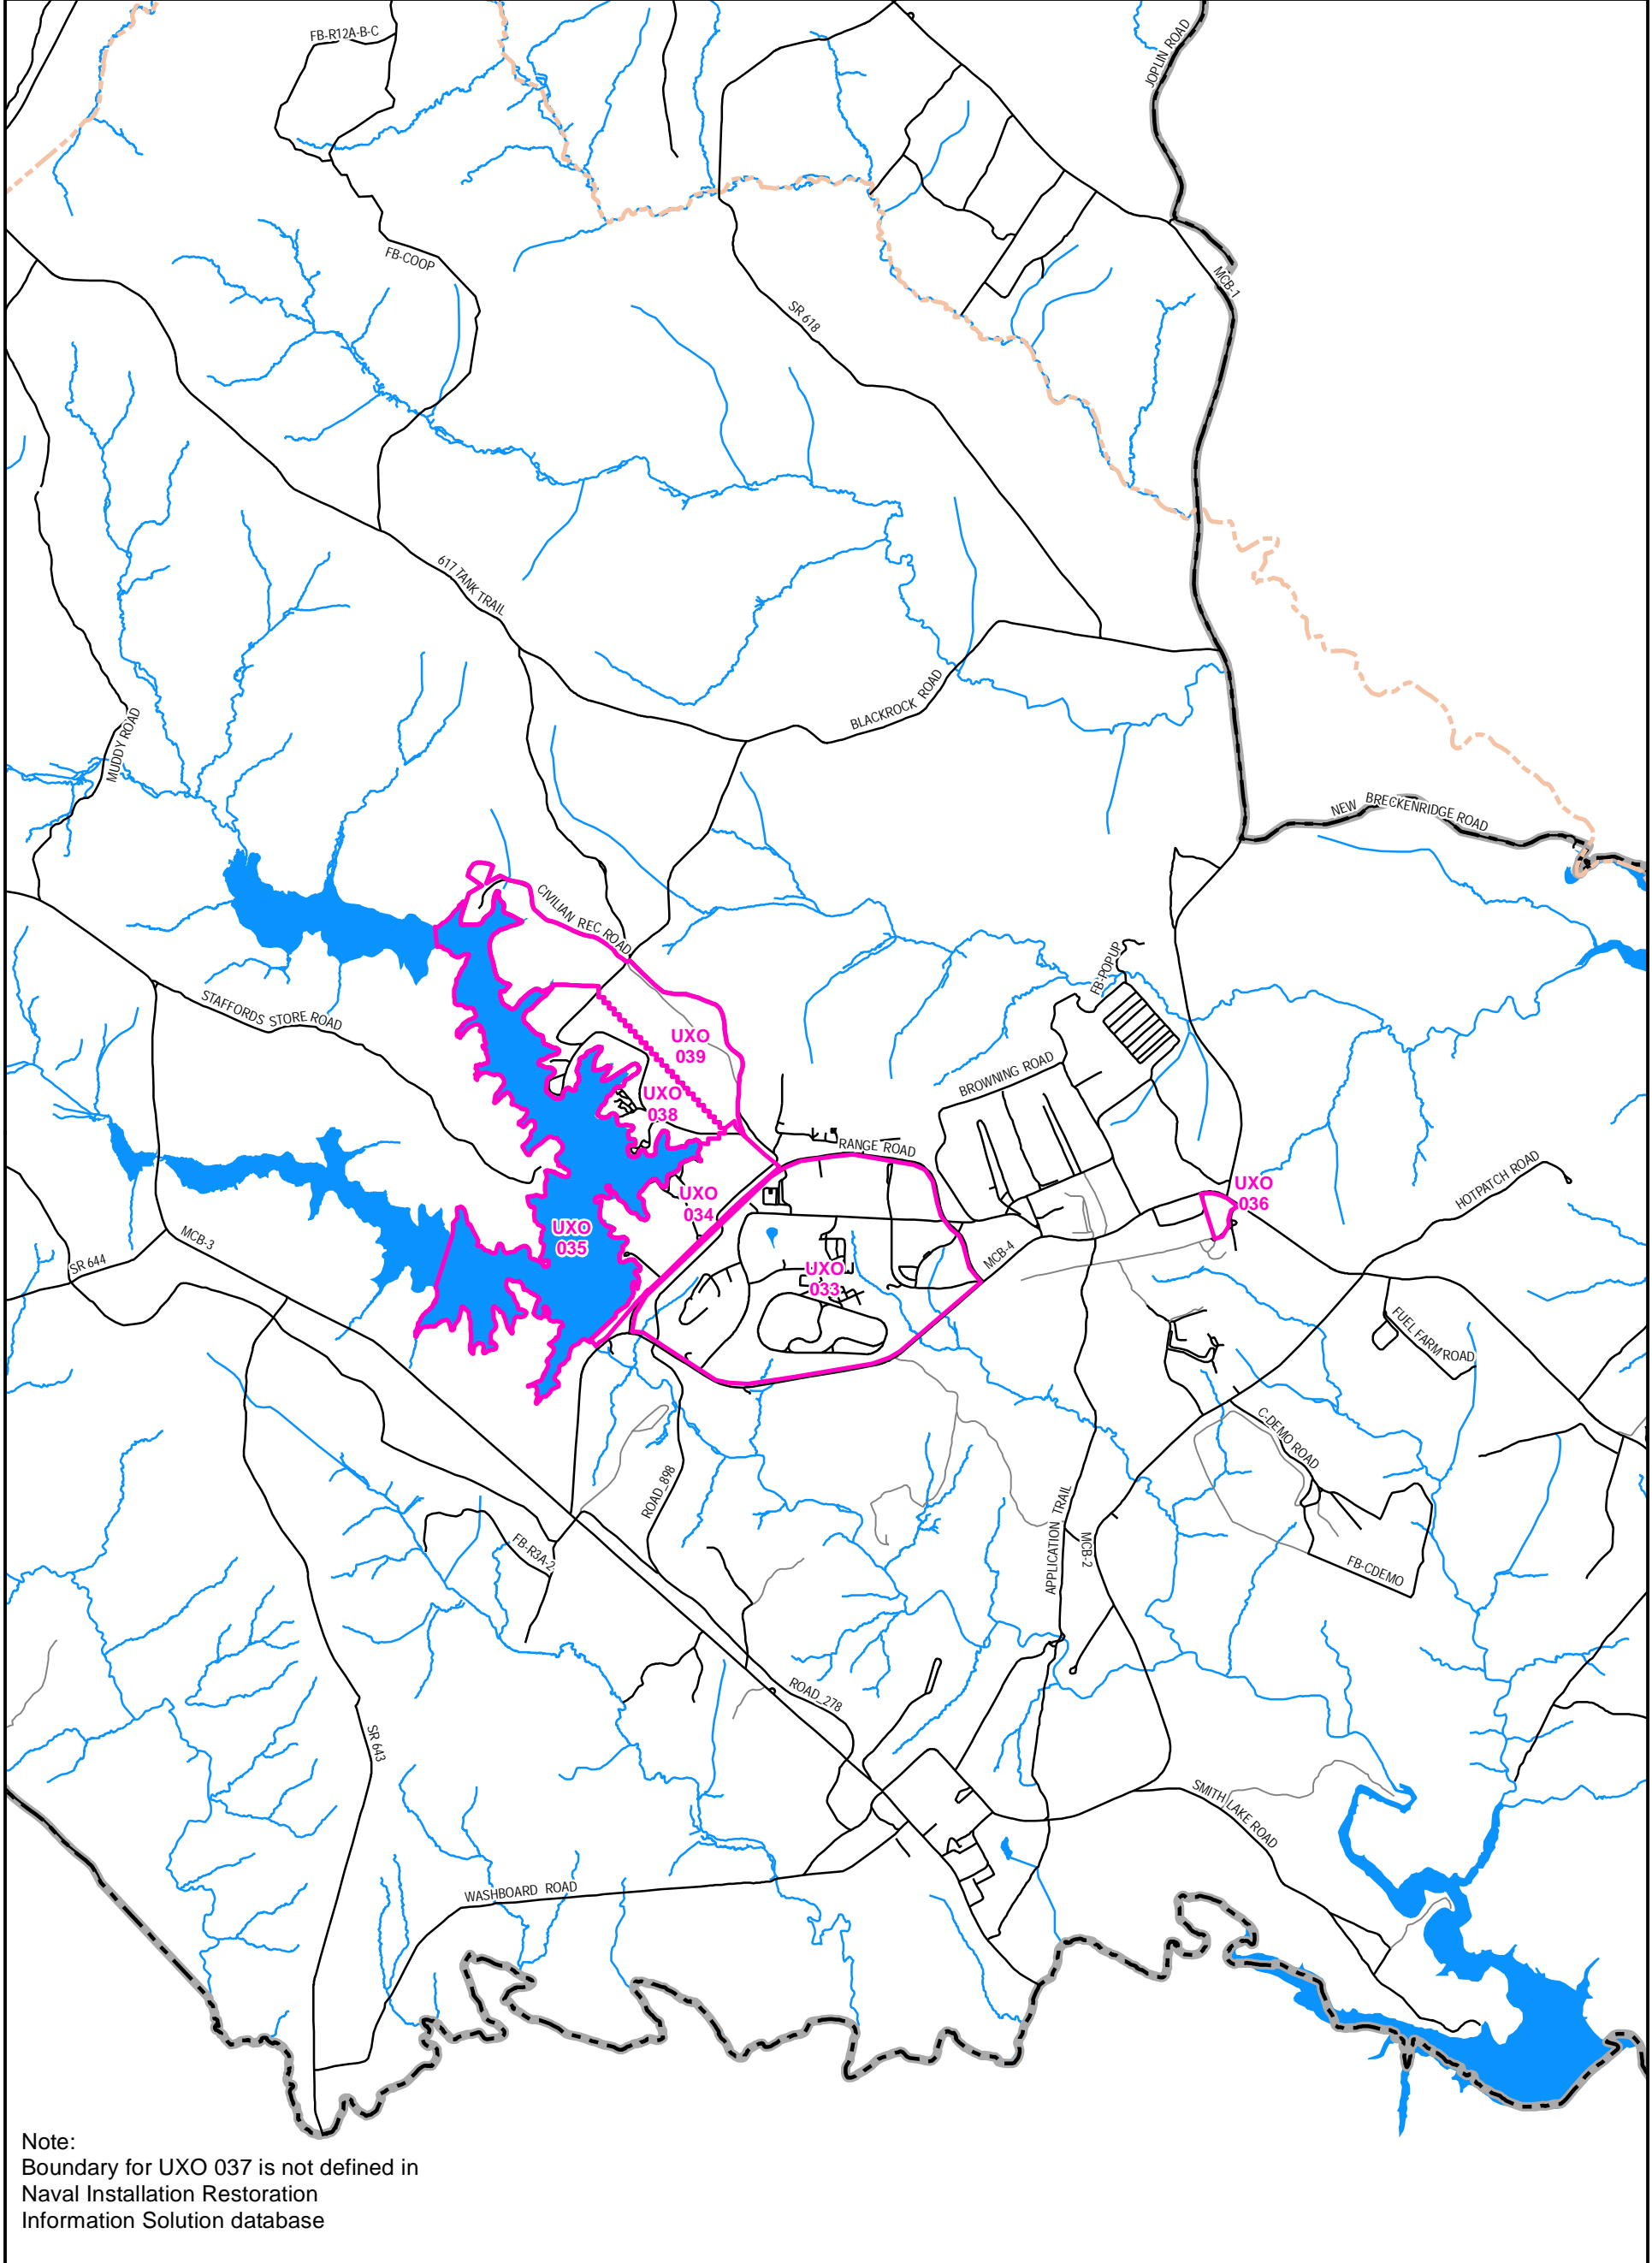 JOPLIN ROAD
FB-R12A-B-C
FB-COOP
MCB-1
SR 618
617 TANK TRAIL
BLACKROCK ROAD
MUDDY ROAD
NEW BRECKENRIDGE ROAD
CIVILIAN REC ROAD
FB-POPUP
STAFFORDS STORE ROAD
UXO
039
BROWNING ROAD
UXO
038
RANGE ROAD
HOTPATCH ROAD
UXO
036
UXO
034
UXO
035
MCB-3
SR 644
MCB-4
UXO
033
FUEL FARM ROAD
C-DEMO ROAD
ROAD_898
APPLICATION TRAIL
MCB-2
FB-R3A-2
FB-CDEMO
ROAD_278
SR 643
SMITH LAKE ROAD
WASHBOARD ROAD
Note:
Boundary for UXO 037 is not defined in
Naval Installation Restoration
Information Solution database